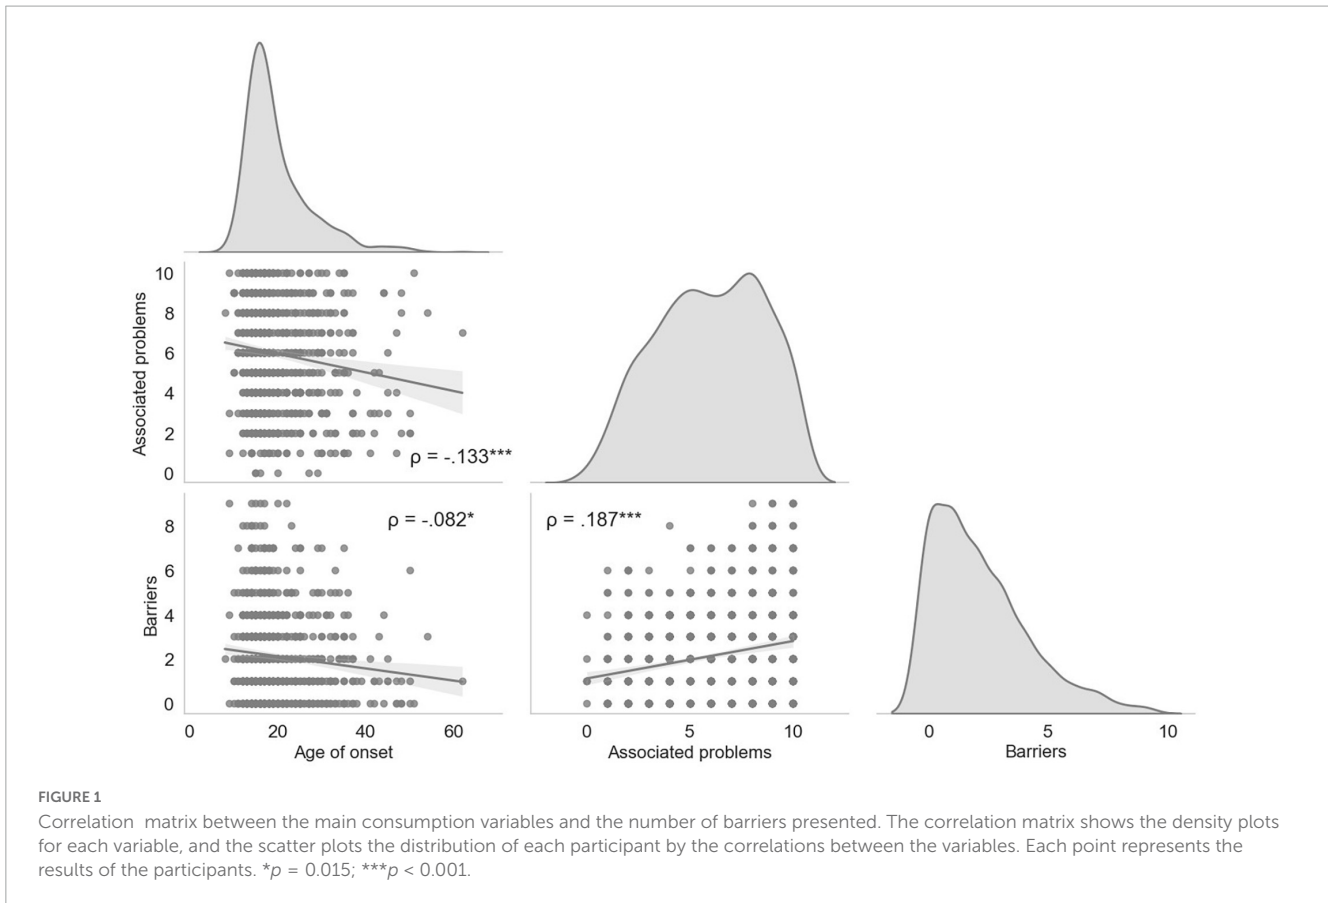 10
8
6
4
2
0
Associated problems
ρ = -.133***
8
6
4
2
0
Barriers
ρ = -.082*
ρ = .187***
0
20
40
60
Age of onset
0
5
10
Associated problems
0
5
10
Barriers
FIGURE 1
Correlation matrix between the main consumption variables and the number of barriers presented. The correlation matrix shows the density plots
for each variable, and the scatter plots the distribution of each participant by the correlations between the variables. Each point represents the
results of the participants. *p = 0.015; ***p < 0.001.